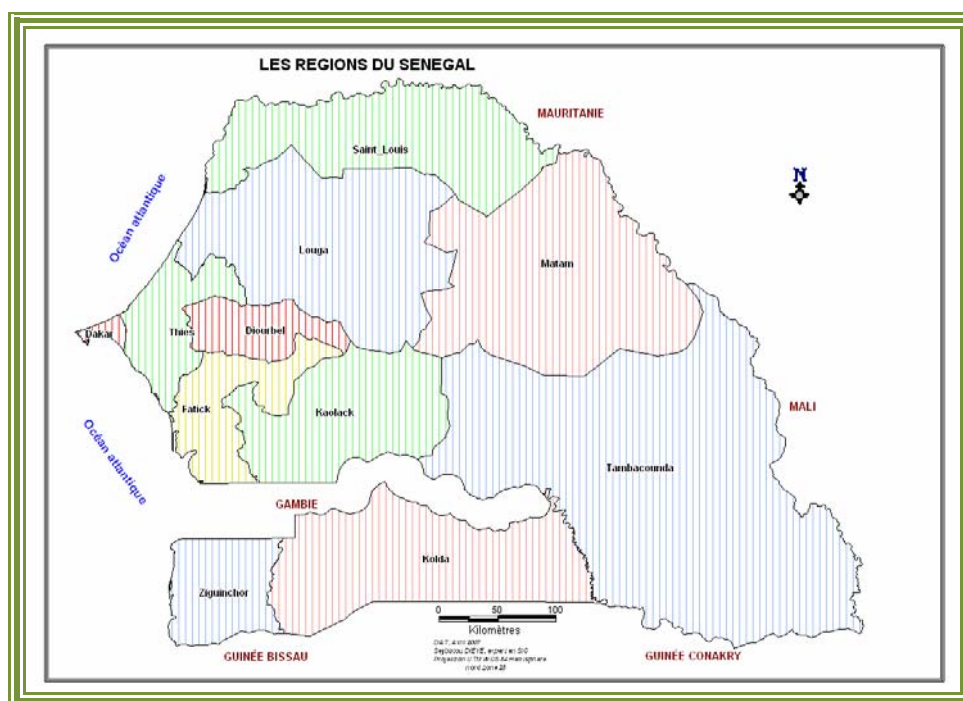 LES REGIONS DU SENEGAL
MAURITANIE
Saint_Louis
N
Océan atlantique
Louga
Matam
Dakar
Thies
Diourbel
Fatick
Kaolack
MALI
Océan atlantique
Tambacounda
GAMBIE
Kolda
Ziguinchor
0 50 100
Kilomètres
GUINÉE BISSAU
GUINÉE CONAKRY